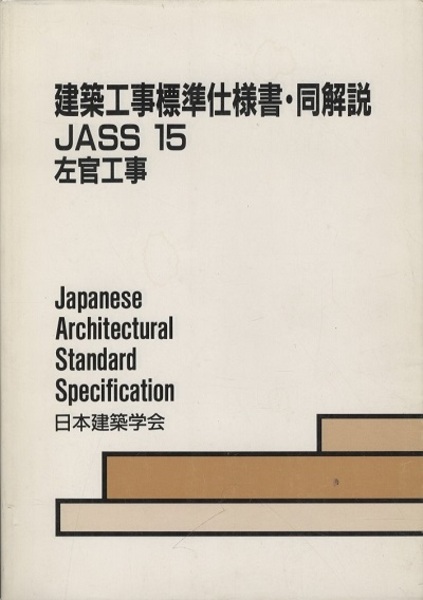 建築工事標準仕様書・同解説
JASS 15
左官工事
Japanese
Architectural
Standard
Specification
日本建築学会